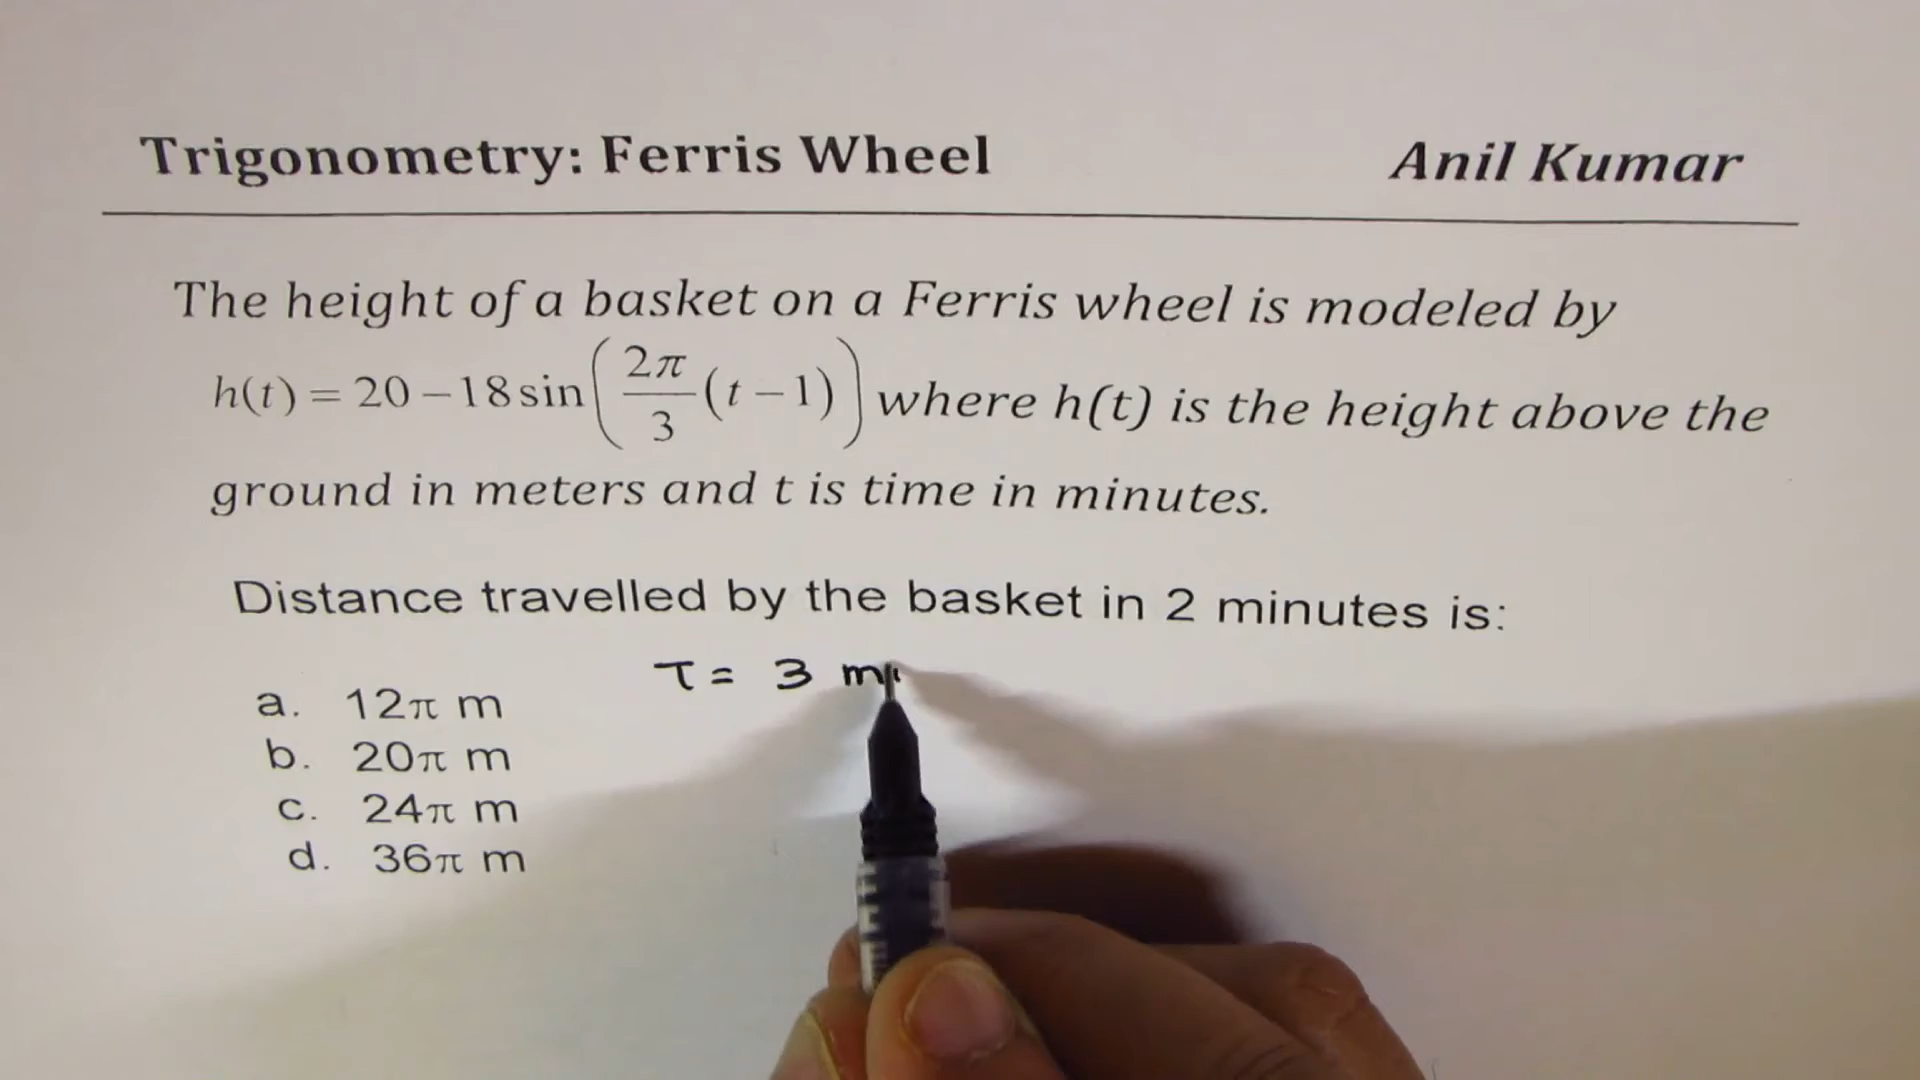 Trigonometry: Ferris Wheel Anil Kumar
The height of a basket on a Ferris wheel is modeled by
h(t) = 20 − 18 sin(2π/3 (t − 1)) where h(t) is the height above the
ground in meters and t is time in minutes.
Distance travelled by the basket in 2 minutes is:
T = 3 mi
a. 12π m
b. 20π m
c. 24π m
d. 36π m